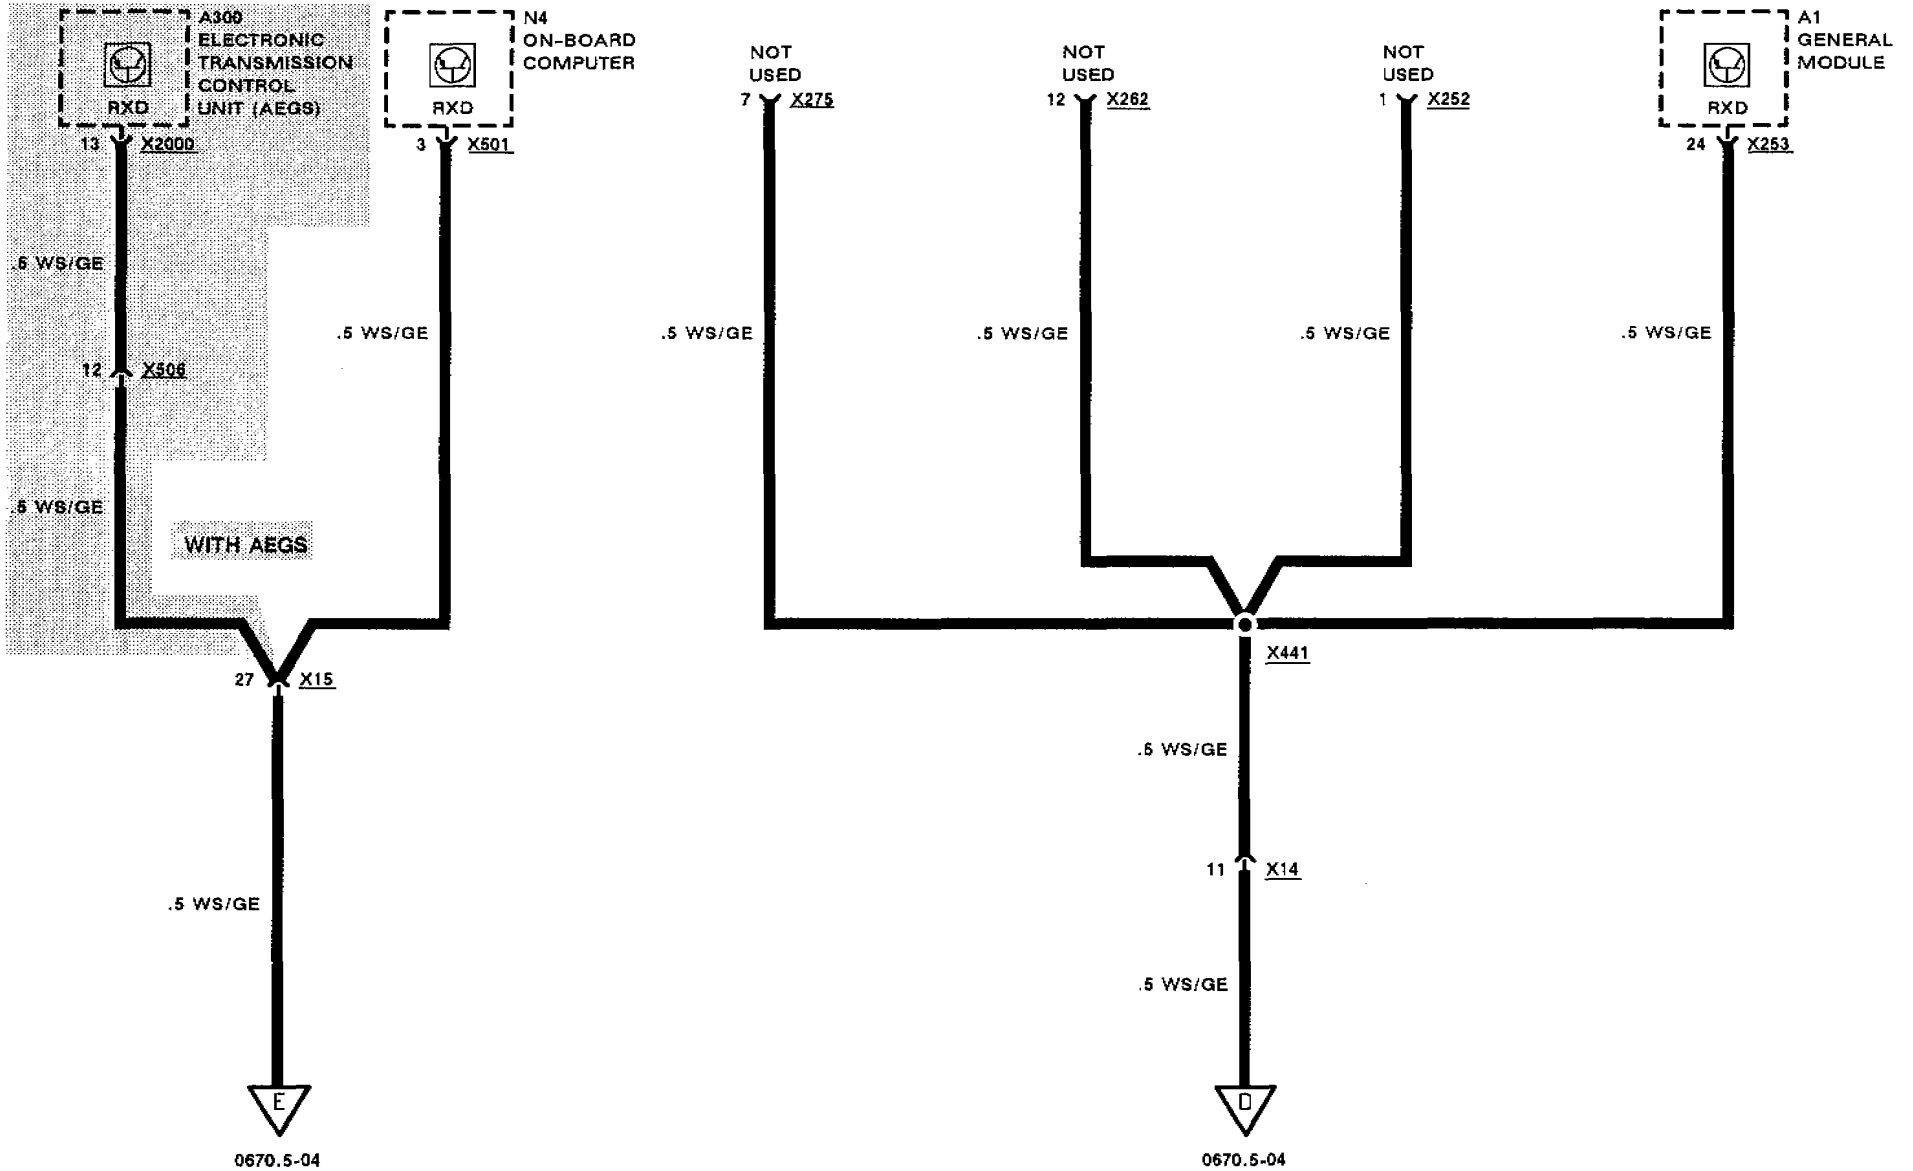 A300
ELECTRONIC
TRANSMISSION
CONTROL
UNIT (AEGS)
RXD
13 X2000
N4
ON-BOARD
COMPUTER
RXD
3 X501
NOT
USED
7 X275
NOT
USED
12 X262
NOT
USED
1 X252
A1
GENERAL
MODULE
RXD
24 X253
.5 WS/GE
.5 WS/GE
.5 WS/GE
.5 WS/GE
.5 WS/GE
.5 WS/GE
12 X506
.5 WS/GE
WITH AEGS
27 X15
X441
.5 WS/GE
11 X14
.5 WS/GE
.5 WS/GE
E
0670.5-04
D
0670.5-04